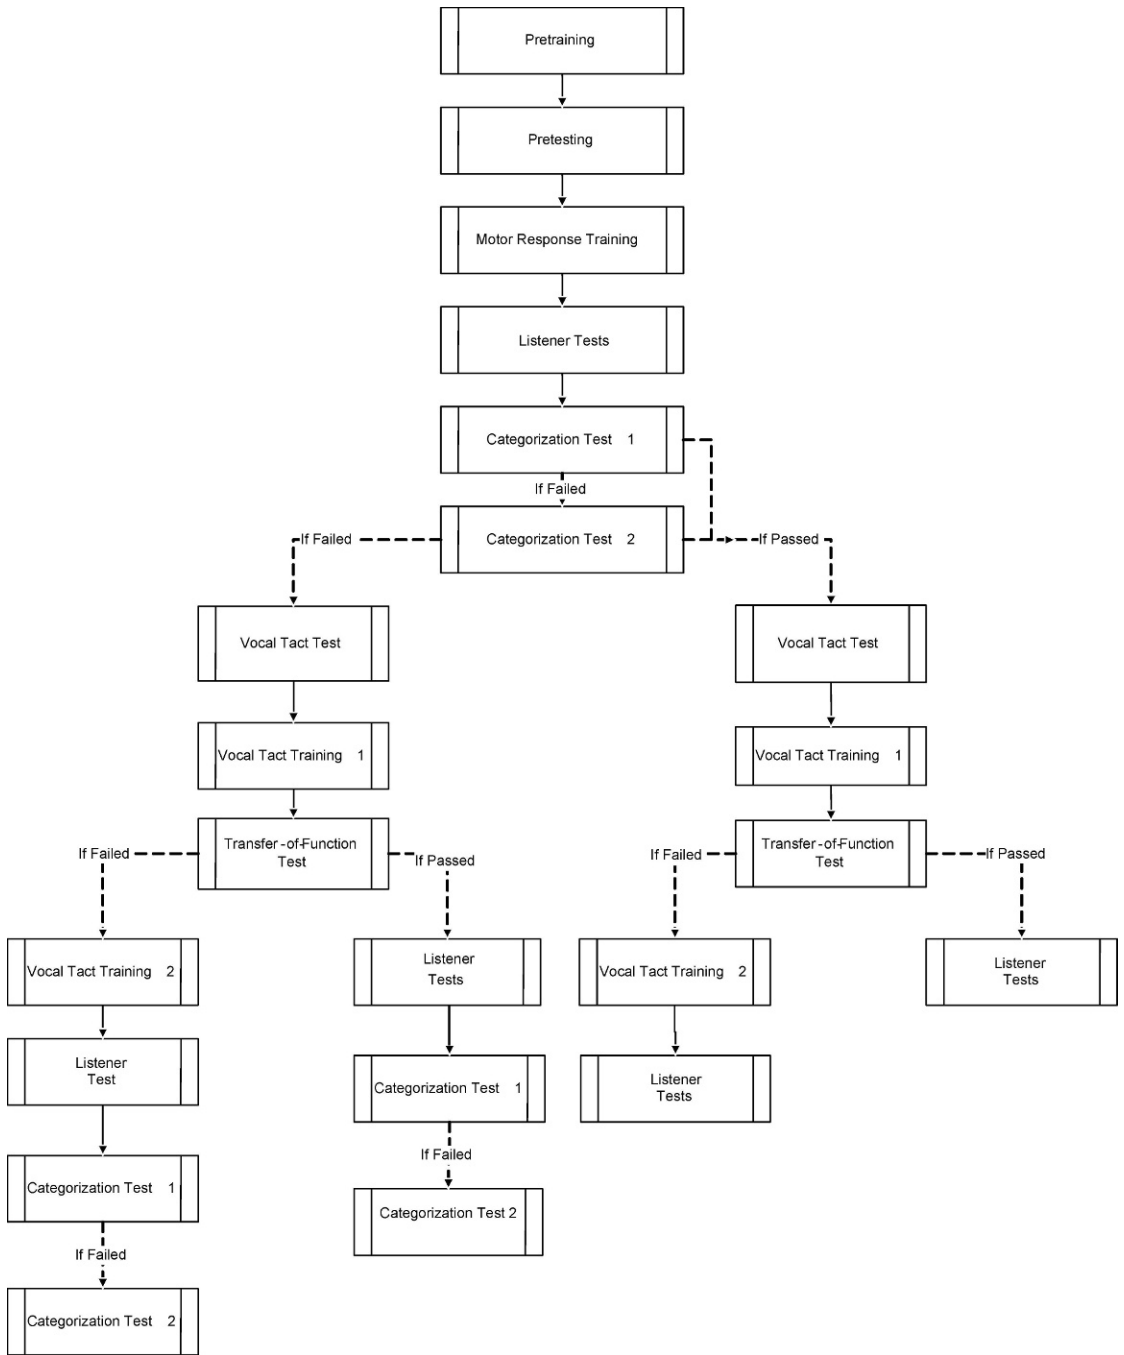 Pretraining
Pretesting
Motor Response Training
Listener Tests
Categorization Test 1
If Failed
Categorization Test 2
If Failed
If Passed
Vocal Tact Test
Vocal Tact Test
Vocal Tact Training 1
Vocal Tact Training 1
Transfer-of-Function
Test
Transfer-of-Function
Test
If Failed
If Passed
If Failed
If Passed
Vocal Tact Training 2
Listener
Tests
Vocal Tact Training 2
Listener
Tests
Listener
Test
Categorization Test 1
Listener
Tests
If Failed
Categorization Test 1
Categorization Test 2
If Failed
Categorization Test 2